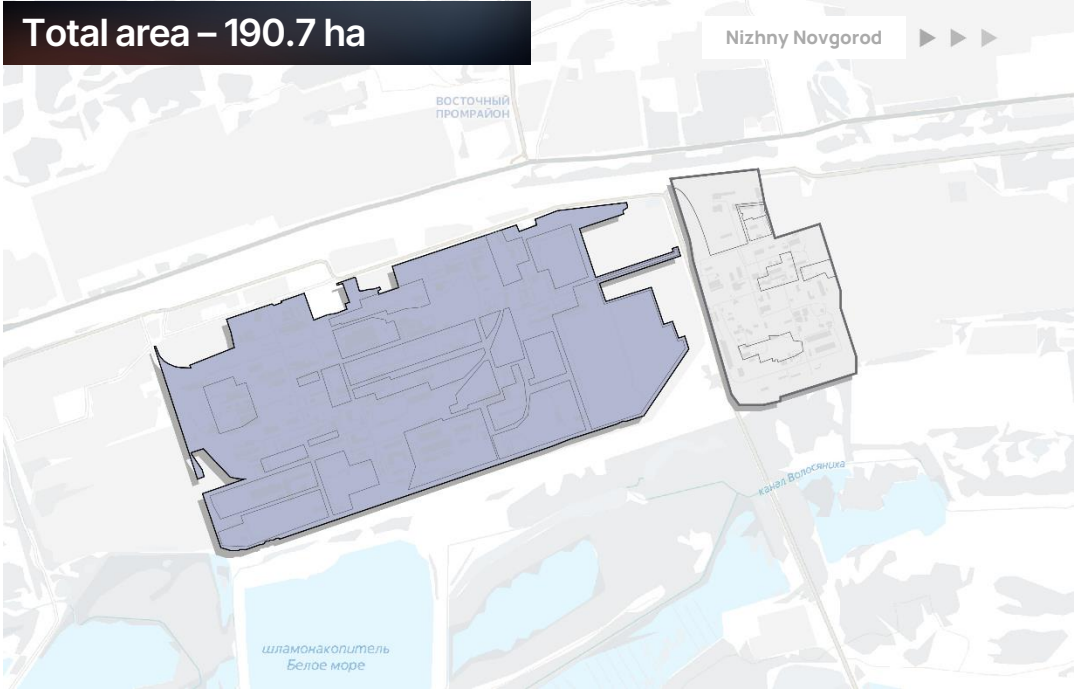 Total area – 190.7 ha
Nizhny Novgorod
ВОСТОЧНЫЙ
ПРОМРАЙОН
канал Волосяника
шламонакопитель
Белое море